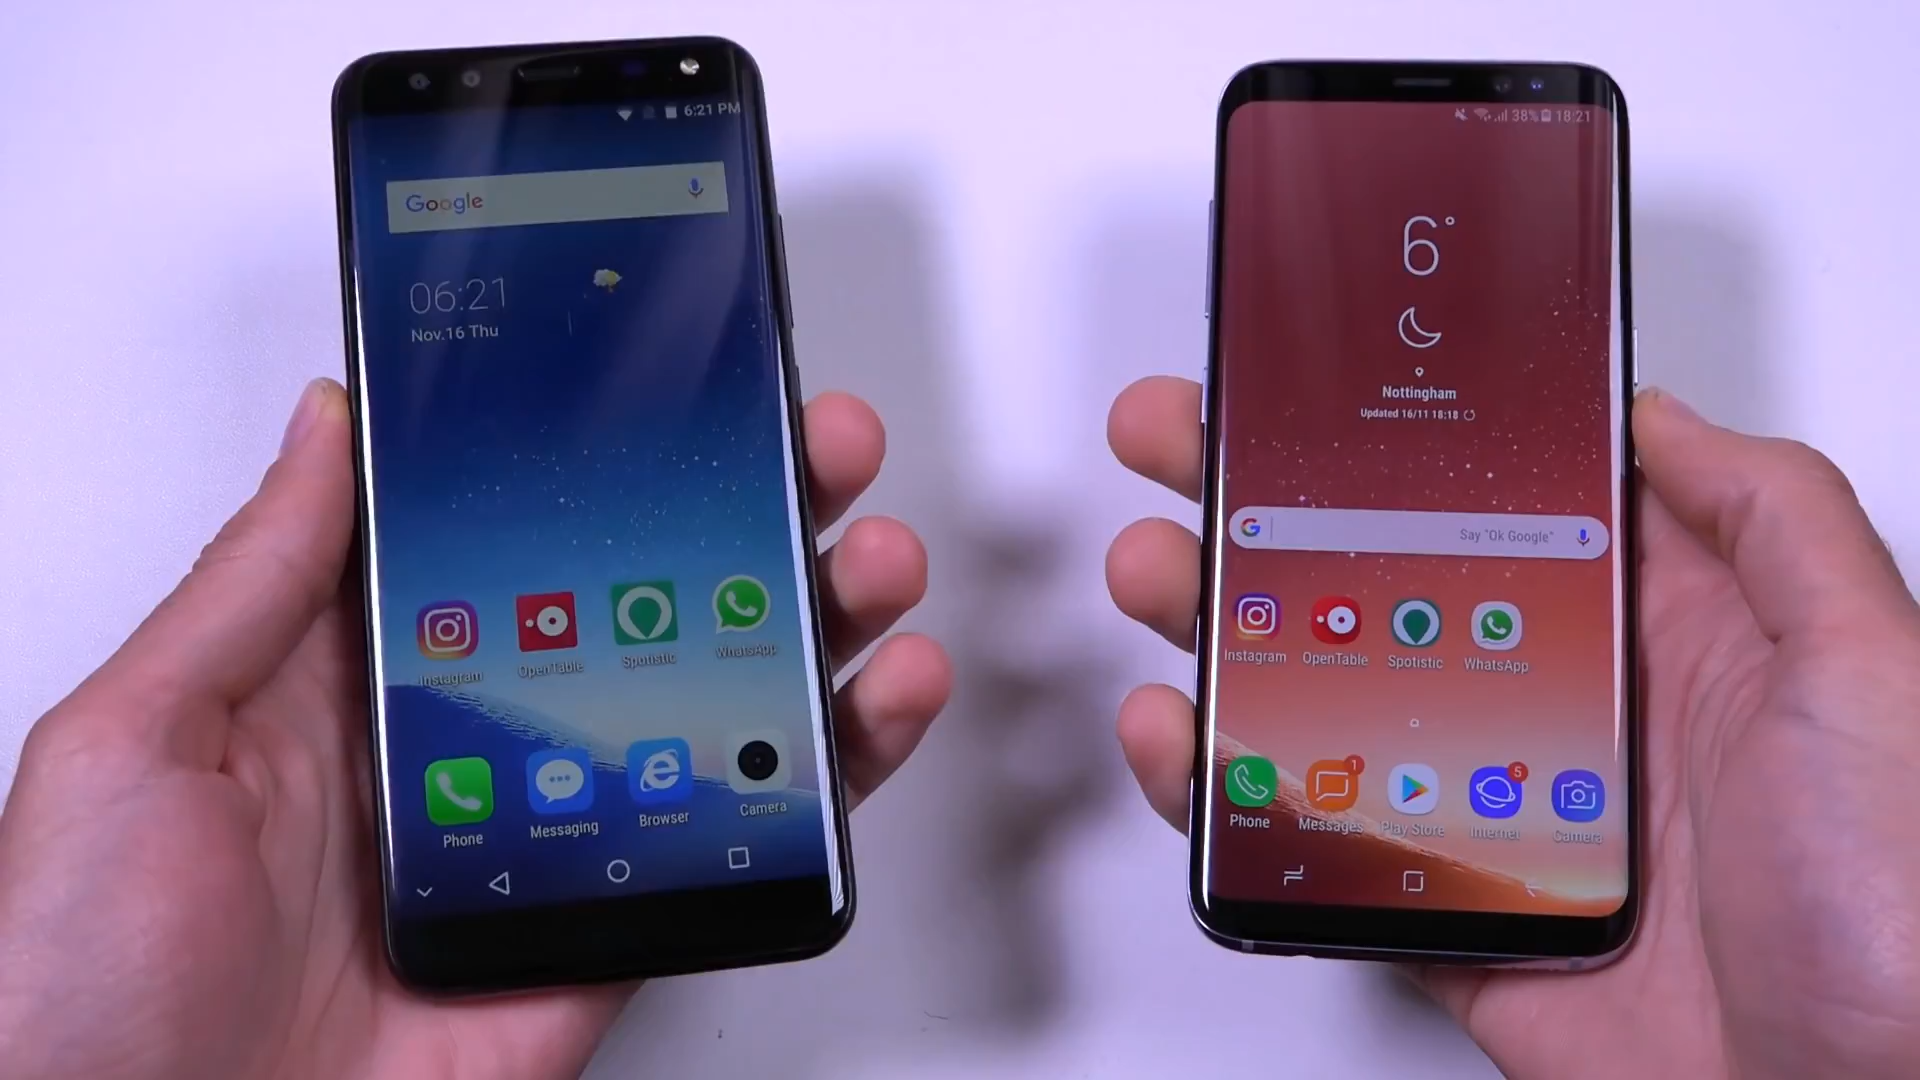 6:21 PM
Google
06:21
Nov.16 Thu
Instagram
OpenTable
Spotistic
WhatsApp
Phone
Messaging
Browser
Camera
38% 18:21
6°
Nottingham
Updated 16/11 18:18
G
Say "Ok Google"
Instagram
OpenTable
Spotistic
WhatsApp
1
5
Phone
Messages
Play Store
Internet
Camera